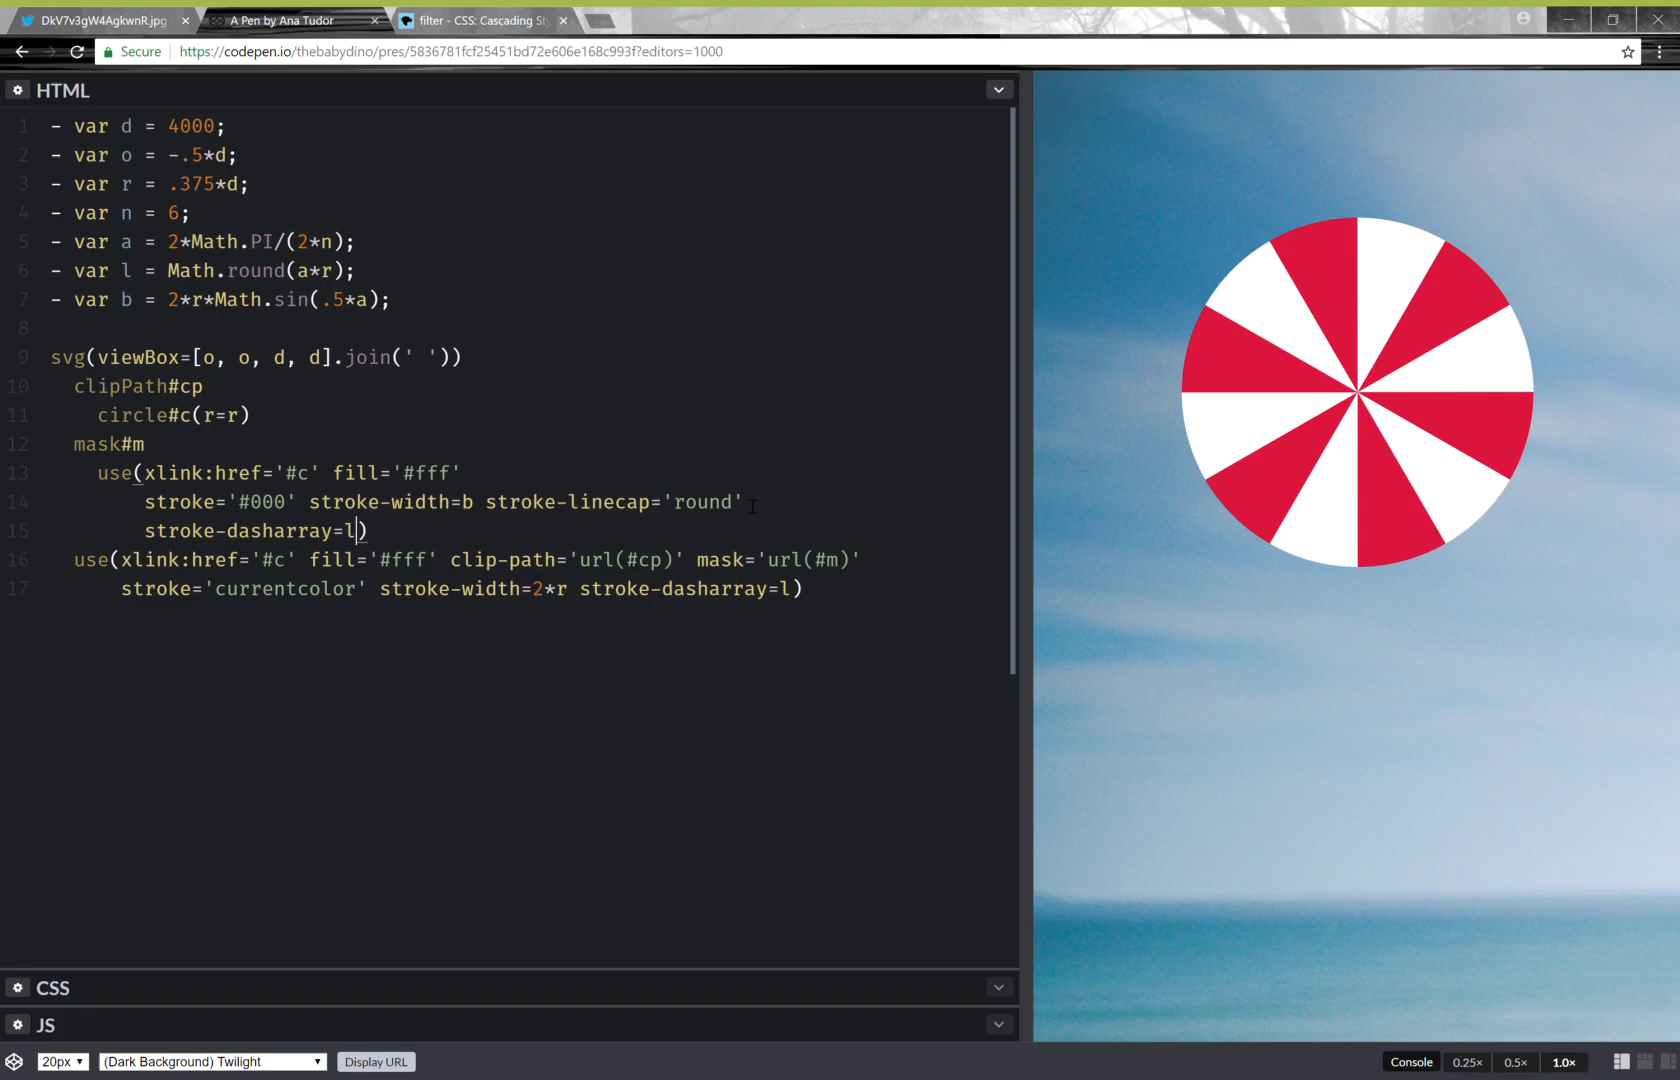 DkV7v3gW4AgkwnR.jpg
A Pen by Ana Tudor
filter - CSS: Cascading Sty
Secure https://codepen.io/thebabydino/pres/5836781fcf25451bd72e606e168c993f?editors=1000
HTML
1 - var d = 4000;
2 - var o = -.5*d;
3 - var r = .375*d;
4 - var n = 6;
5 - var a = 2*Math.PI/(2*n);
6 - var l = Math.round(a*r);
7 - var b = 2*r*Math.sin(.5*a);
8
9 svg(viewBox=[o, o, d, d].join(' '))
10 clipPath#cp
11 circle#c(r=r)
12 mask#m
13 use(xlink:href='#c' fill='#fff'
14 stroke='#000' stroke-width=b stroke-linecap='round'
15 stroke-dasharray=l)
16 use(xlink:href='#c' fill='#fff' clip-path='url(#cp)' mask='url(#m)'
17 stroke='currentcolor' stroke-width=2*r stroke-dasharray=l)
CSS
JS
20px (Dark Background) Twilight Display URL Console 0.25× 0.5× 1.0×